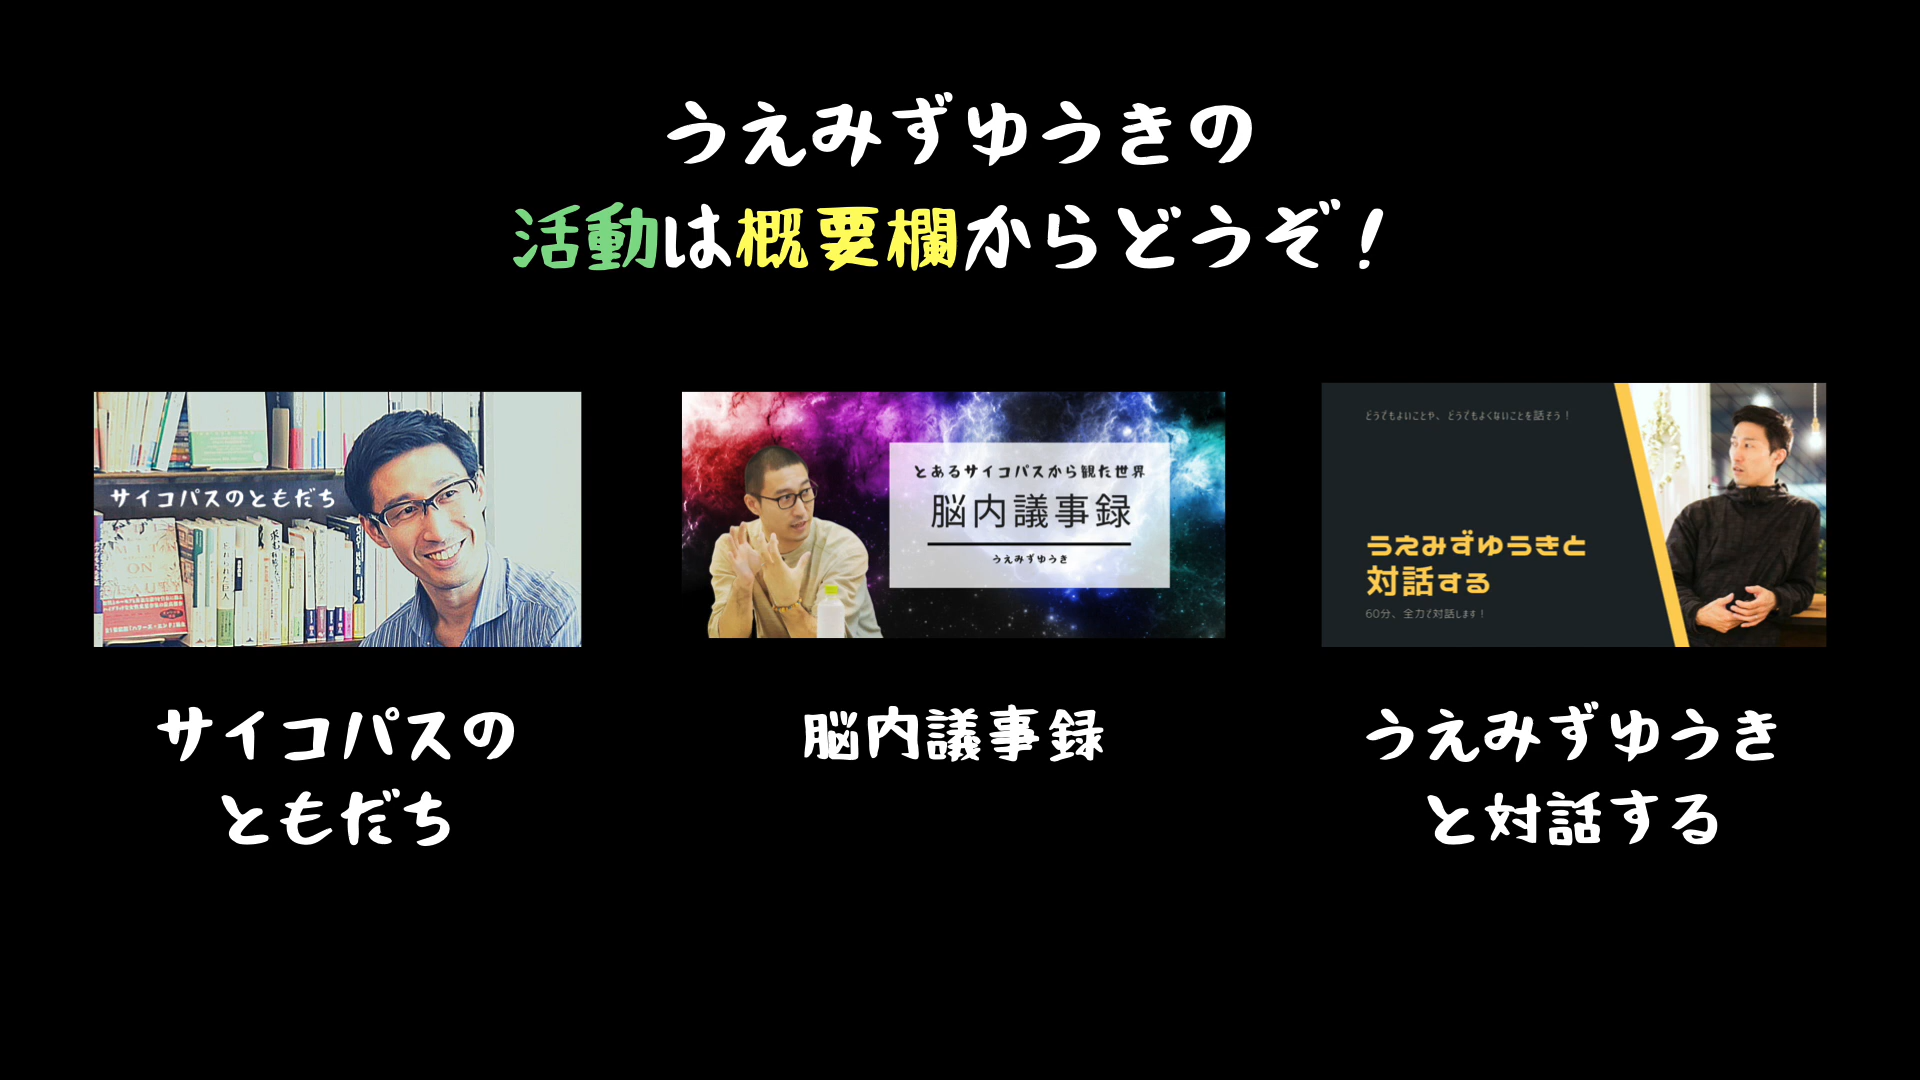 うえみずゆうきの
活動は概要欄からどうぞ！
サイコパスのともだち
ON
とあるサイコパスから観た世界
脳内議事録
うえみずゆうき
どうでもよいことや、どうでもよくないことを話そう！
うえみずゆうきと
対話する
60分、全力で対話します！
サイコパスの
ともだち
脳内議事録
うえみずゆうき
と対話する